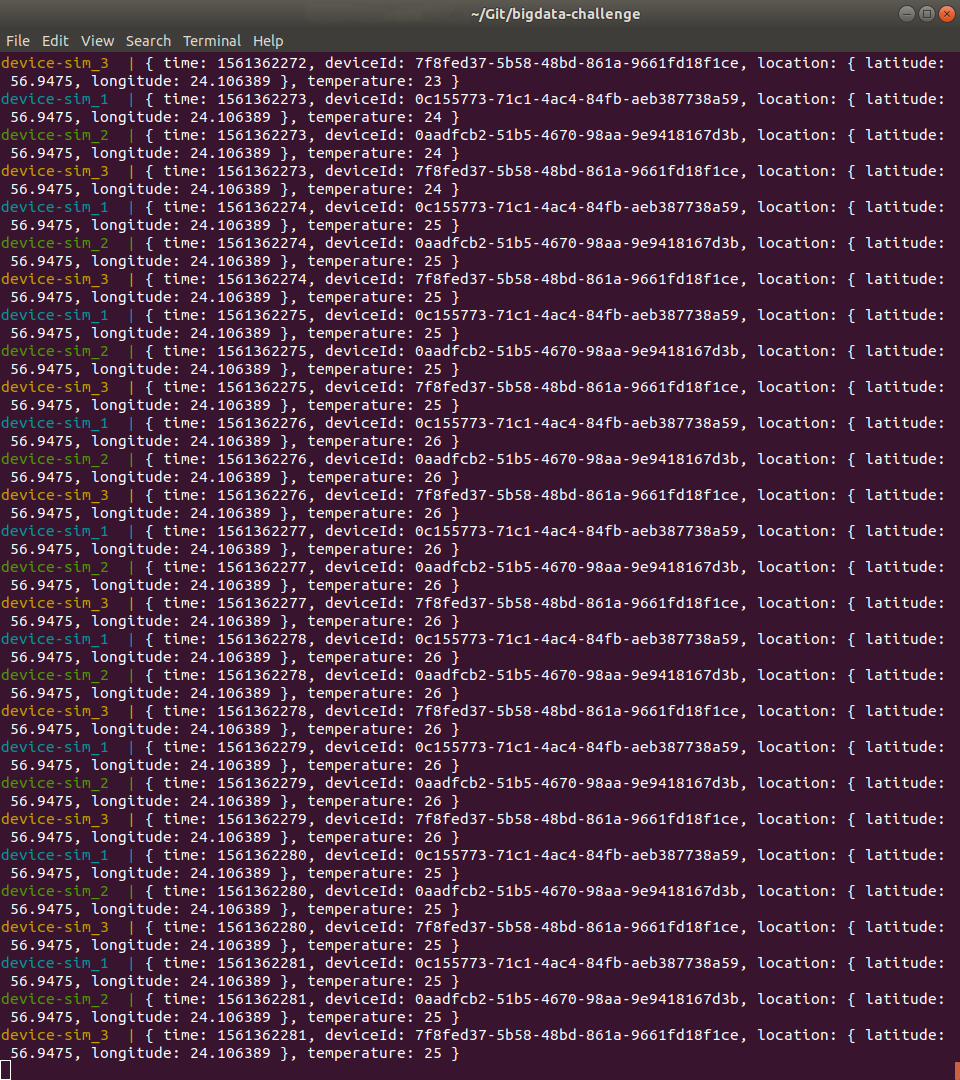 ~/Git/bigdata-challenge
File Edit View Search Terminal Help
device-sim_3 | { time: 1561362272, deviceId: 7f8fed37-5b58-48bd-861a-9661fd18f1ce, location: { latitude:
56.9475, longitude: 24.106389 }, temperature: 23 }
device-sim_1 | { time: 1561362273, deviceId: 0c155773-71c1-4ac4-84fb-aeb387738a59, location: { latitude:
56.9475, longitude: 24.106389 }, temperature: 24 }
device-sim_2 | { time: 1561362273, deviceId: 0aadfcb2-51b5-4670-98aa-9e9418167d3b, location: { latitude:
56.9475, longitude: 24.106389 }, temperature: 24 }
device-sim_3 | { time: 1561362273, deviceId: 7f8fed37-5b58-48bd-861a-9661fd18f1ce, location: { latitude:
56.9475, longitude: 24.106389 }, temperature: 24 }
device-sim_1 | { time: 1561362274, deviceId: 0c155773-71c1-4ac4-84fb-aeb387738a59, location: { latitude:
56.9475, longitude: 24.106389 }, temperature: 25 }
device-sim_2 | { time: 1561362274, deviceId: 0aadfcb2-51b5-4670-98aa-9e9418167d3b, location: { latitude:
56.9475, longitude: 24.106389 }, temperature: 25 }
device-sim_3 | { time: 1561362274, deviceId: 7f8fed37-5b58-48bd-861a-9661fd18f1ce, location: { latitude:
56.9475, longitude: 24.106389 }, temperature: 25 }
device-sim_1 | { time: 1561362275, deviceId: 0c155773-71c1-4ac4-84fb-aeb387738a59, location: { latitude:
56.9475, longitude: 24.106389 }, temperature: 25 }
device-sim_2 | { time: 1561362275, deviceId: 0aadfcb2-51b5-4670-98aa-9e9418167d3b, location: { latitude:
56.9475, longitude: 24.106389 }, temperature: 25 }
device-sim_3 | { time: 1561362275, deviceId: 7f8fed37-5b58-48bd-861a-9661fd18f1ce, location: { latitude:
56.9475, longitude: 24.106389 }, temperature: 25 }
device-sim_1 | { time: 1561362276, deviceId: 0c155773-71c1-4ac4-84fb-aeb387738a59, location: { latitude:
56.9475, longitude: 24.106389 }, temperature: 26 }
device-sim_2 | { time: 1561362276, deviceId: 0aadfcb2-51b5-4670-98aa-9e9418167d3b, location: { latitude:
56.9475, longitude: 24.106389 }, temperature: 26 }
device-sim_3 | { time: 1561362276, deviceId: 7f8fed37-5b58-48bd-861a-9661fd18f1ce, location: { latitude:
56.9475, longitude: 24.106389 }, temperature: 26 }
device-sim_1 | { time: 1561362277, deviceId: 0c155773-71c1-4ac4-84fb-aeb387738a59, location: { latitude:
56.9475, longitude: 24.106389 }, temperature: 26 }
device-sim_2 | { time: 1561362277, deviceId: 0aadfcb2-51b5-4670-98aa-9e9418167d3b, location: { latitude:
56.9475, longitude: 24.106389 }, temperature: 26 }
device-sim_3 | { time: 1561362277, deviceId: 7f8fed37-5b58-48bd-861a-9661fd18f1ce, location: { latitude:
56.9475, longitude: 24.106389 }, temperature: 26 }
device-sim_1 | { time: 1561362278, deviceId: 0c155773-71c1-4ac4-84fb-aeb387738a59, location: { latitude:
56.9475, longitude: 24.106389 }, temperature: 26 }
device-sim_2 | { time: 1561362278, deviceId: 0aadfcb2-51b5-4670-98aa-9e9418167d3b, location: { latitude:
56.9475, longitude: 24.106389 }, temperature: 26 }
device-sim_3 | { time: 1561362278, deviceId: 7f8fed37-5b58-48bd-861a-9661fd18f1ce, location: { latitude:
56.9475, longitude: 24.106389 }, temperature: 26 }
device-sim_1 | { time: 1561362279, deviceId: 0c155773-71c1-4ac4-84fb-aeb387738a59, location: { latitude:
56.9475, longitude: 24.106389 }, temperature: 26 }
device-sim_2 | { time: 1561362279, deviceId: 0aadfcb2-51b5-4670-98aa-9e9418167d3b, location: { latitude:
56.9475, longitude: 24.106389 }, temperature: 26 }
device-sim_3 | { time: 1561362279, deviceId: 7f8fed37-5b58-48bd-861a-9661fd18f1ce, location: { latitude:
56.9475, longitude: 24.106389 }, temperature: 26 }
device-sim_1 | { time: 1561362280, deviceId: 0c155773-71c1-4ac4-84fb-aeb387738a59, location: { latitude:
56.9475, longitude: 24.106389 }, temperature: 25 }
device-sim_2 | { time: 1561362280, deviceId: 0aadfcb2-51b5-4670-98aa-9e9418167d3b, location: { latitude:
56.9475, longitude: 24.106389 }, temperature: 25 }
device-sim_3 | { time: 1561362280, deviceId: 7f8fed37-5b58-48bd-861a-9661fd18f1ce, location: { latitude:
56.9475, longitude: 24.106389 }, temperature: 25 }
device-sim_1 | { time: 1561362281, deviceId: 0c155773-71c1-4ac4-84fb-aeb387738a59, location: { latitude:
56.9475, longitude: 24.106389 }, temperature: 25 }
device-sim_2 | { time: 1561362281, deviceId: 0aadfcb2-51b5-4670-98aa-9e9418167d3b, location: { latitude:
56.9475, longitude: 24.106389 }, temperature: 25 }
device-sim_3 | { time: 1561362281, deviceId: 7f8fed37-5b58-48bd-861a-9661fd18f1ce, location: { latitude:
56.9475, longitude: 24.106389 }, temperature: 25 }